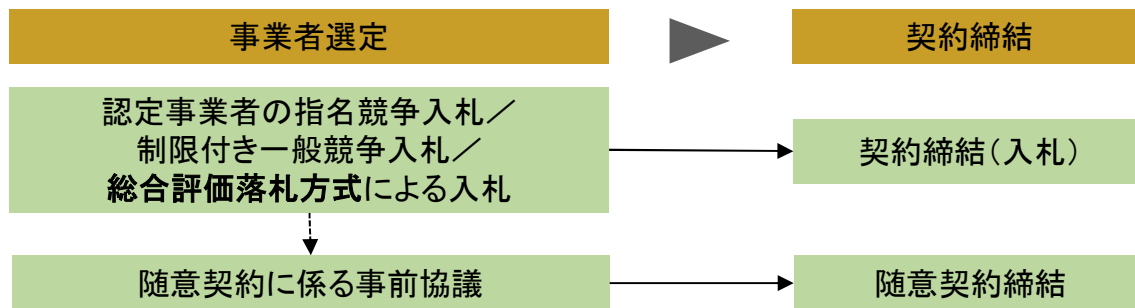 事業者選定
契約締結
認定事業者の指名競争入札／
制限付き一般競争入札／
総合評価落札方式による入札
契約締結(入札)
随意契約に係る事前協議
随意契約締結